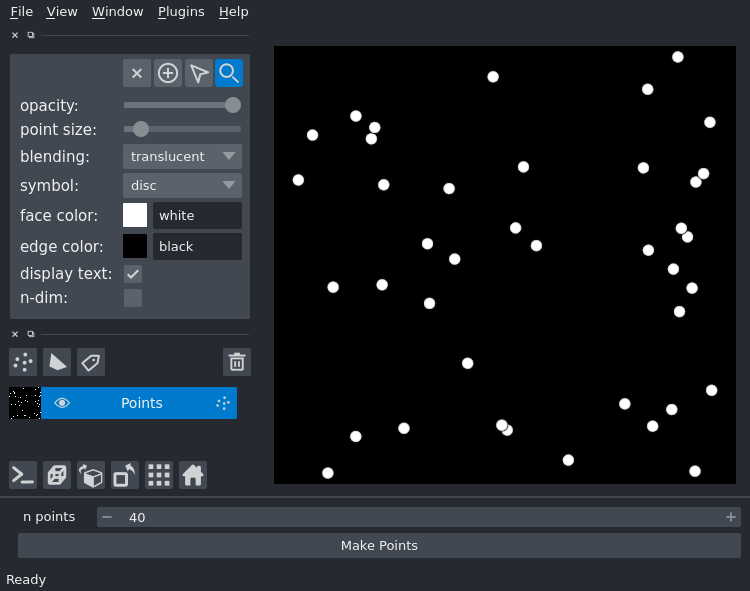 File View Window Plugins Help
opacity:
point size:
blending: translucent
symbol: disc
face color: white
edge color: black
display text:
n-dim:
Points
n points 40
Make Points
Ready